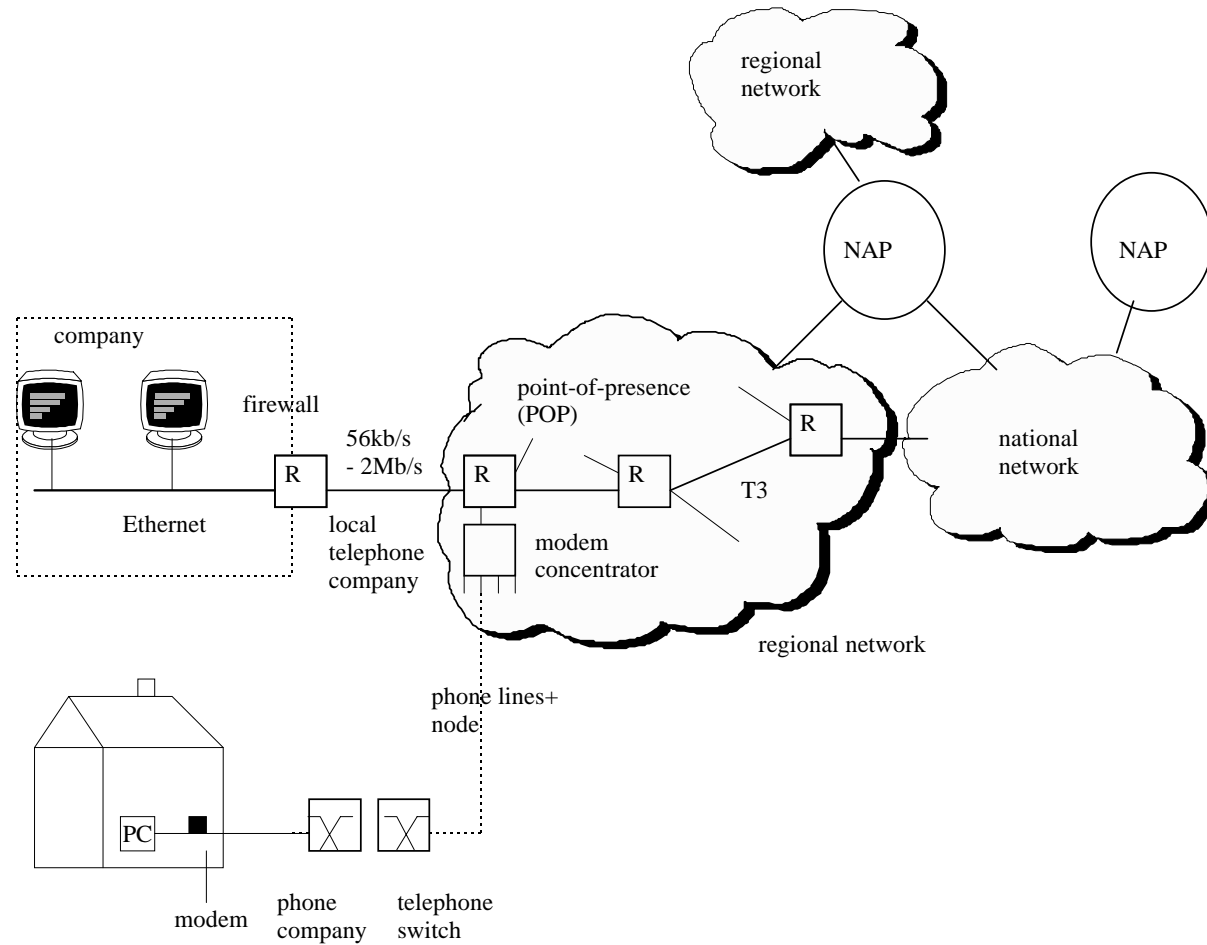 regional
network
NAP
NAP
company
firewall
point-of-presence
(POP)
56kb/s
- 2Mb/s
R
R
R
R
national
network
T3
Ethernet
local
telephone
company
modem
concentrator
regional network
phone lines+
node
PC
modem
phone
company
telephone
switch